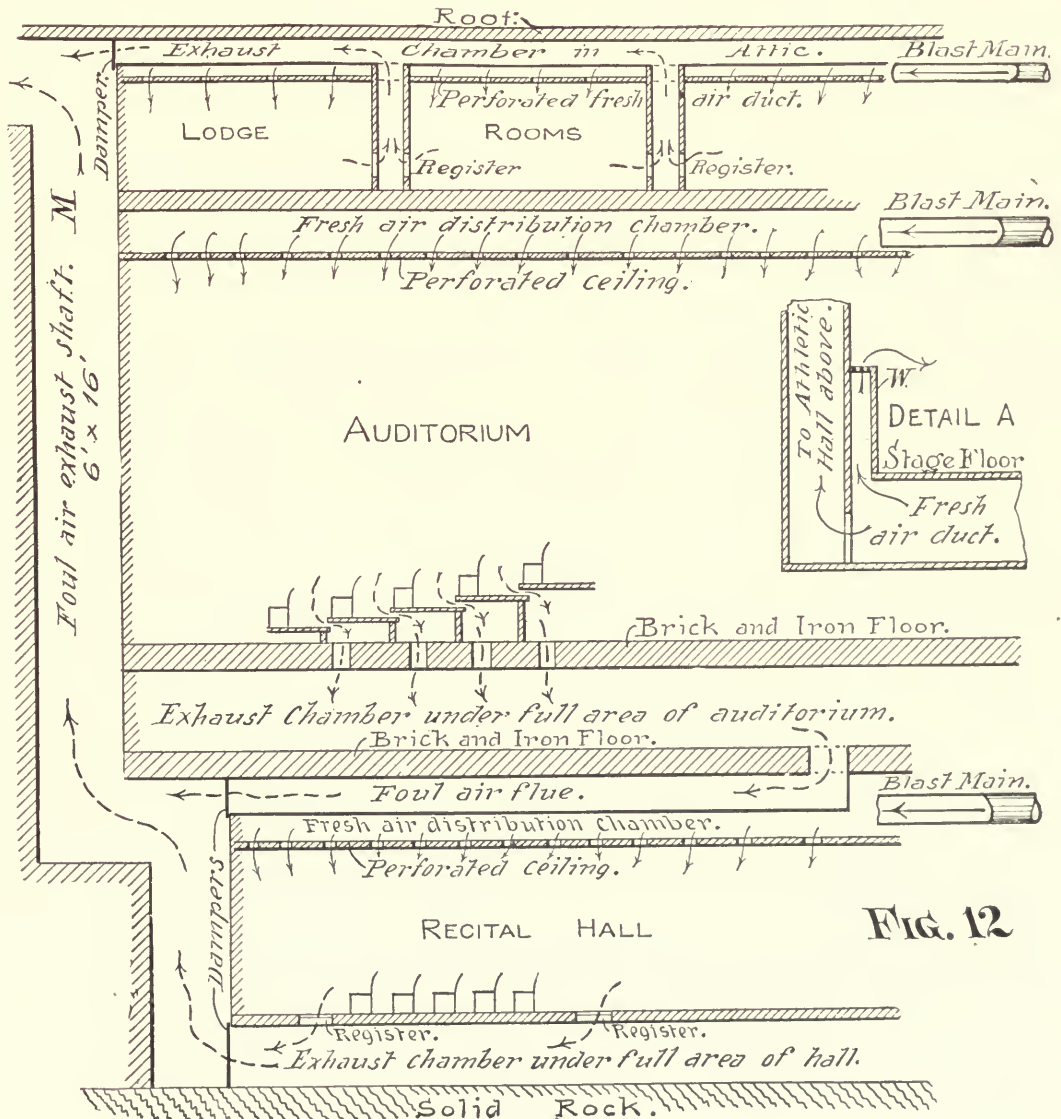 Roof.
Exhaust Chamber in Attic.
Blast Main.
Damper.
Perforated fresh air duct.
LODGE ROOMS
Register
Register.
Blast Main.
Fresh air distribution chamber.
Perforated ceiling.
Foul air exhaust shaft. M
6' x 16'
AUDITORIUM
To Athletic
Hall above.
W.
DETAIL A
Stage Floor
Fresh
air duct.
Brick and Iron Floor.
Exhaust Chamber under full area of auditorium.
Brick and Iron Floor.
Foul air flue.
Blast Main.
Fresh air distribution chamber.
Perforated ceiling.
Dampers
RECITAL HALL
FIG. 12
Register.
Register.
Exhaust chamber under full area of hall.
Solid Rock.